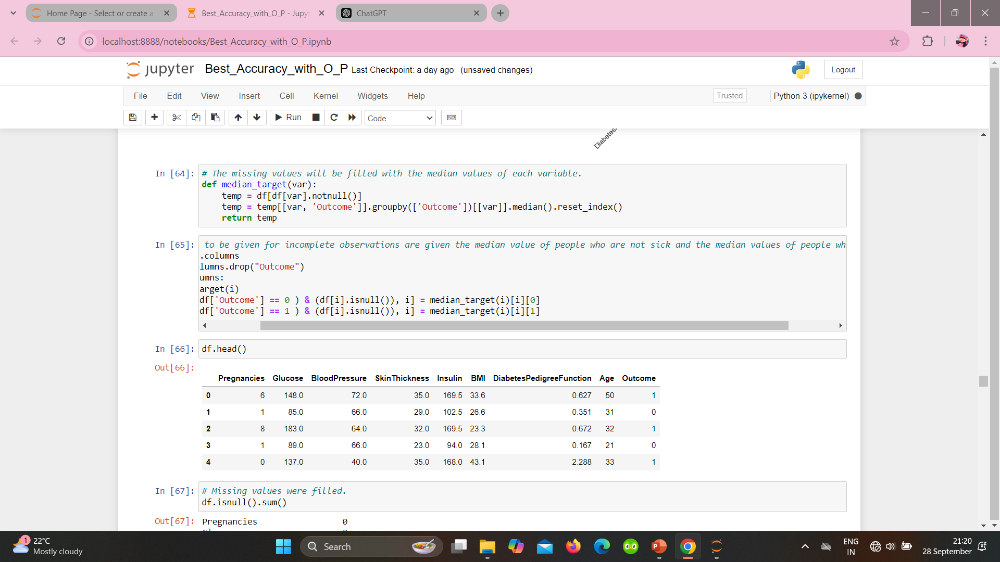 Home Page - Select or create a
Best_Accuracy_with_O_P - Jupyt
ChatGPT
localhost:8888/notebooks/Best_Accuracy_with_O_P.ipynb
jupyter Best_Accuracy_with_O_P Last Checkpoint: a day ago (unsaved changes)
Logout
File Edit View Insert Cell Kernel Widgets Help
Trusted
Python 3 (ipykernel)
Run
Code
Diabetes
In [64]: # The missing values will be filled with the median values of each variable.
def median_target(var):
temp = df[df[var].notnull()]
temp = temp[[var, 'Outcome']].groupby(['Outcome'])[[var]].median().reset_index()
return temp
In [65]: to be given for incomplete observations are given the median value of people who are not sick and the median values of people wh
.columns
lumns.drop("Outcome")
umns:
arget(i)
df['Outcome'] == 0 ) & (df[i].isnull()), i] = median_target(i)[i][0]
df['Outcome'] == 1 ) & (df[i].isnull()), i] = median_target(i)[i][1]
In [66]: df.head()
Out[66]:
Pregnancies Glucose BloodPressure SkinThickness Insulin BMI DiabetesPedigreeFunction Age Outcome
0 6 148.0 72.0 35.0 169.5 33.6 0.627 50 1
1 1 85.0 66.0 29.0 102.5 26.6 0.351 31 0
2 8 183.0 64.0 32.0 169.5 23.3 0.672 32 1
3 1 89.0 66.0 23.0 94.0 28.1 0.167 21 0
4 0 137.0 40.0 35.0 168.0 43.1 2.288 33 1
In [67]: # Missing values were filled.
df.isnull().sum()
Out[67]: Pregnancies 0
1
22°C
Mostly cloudy
Search
ENG
IN
21:20
28 September